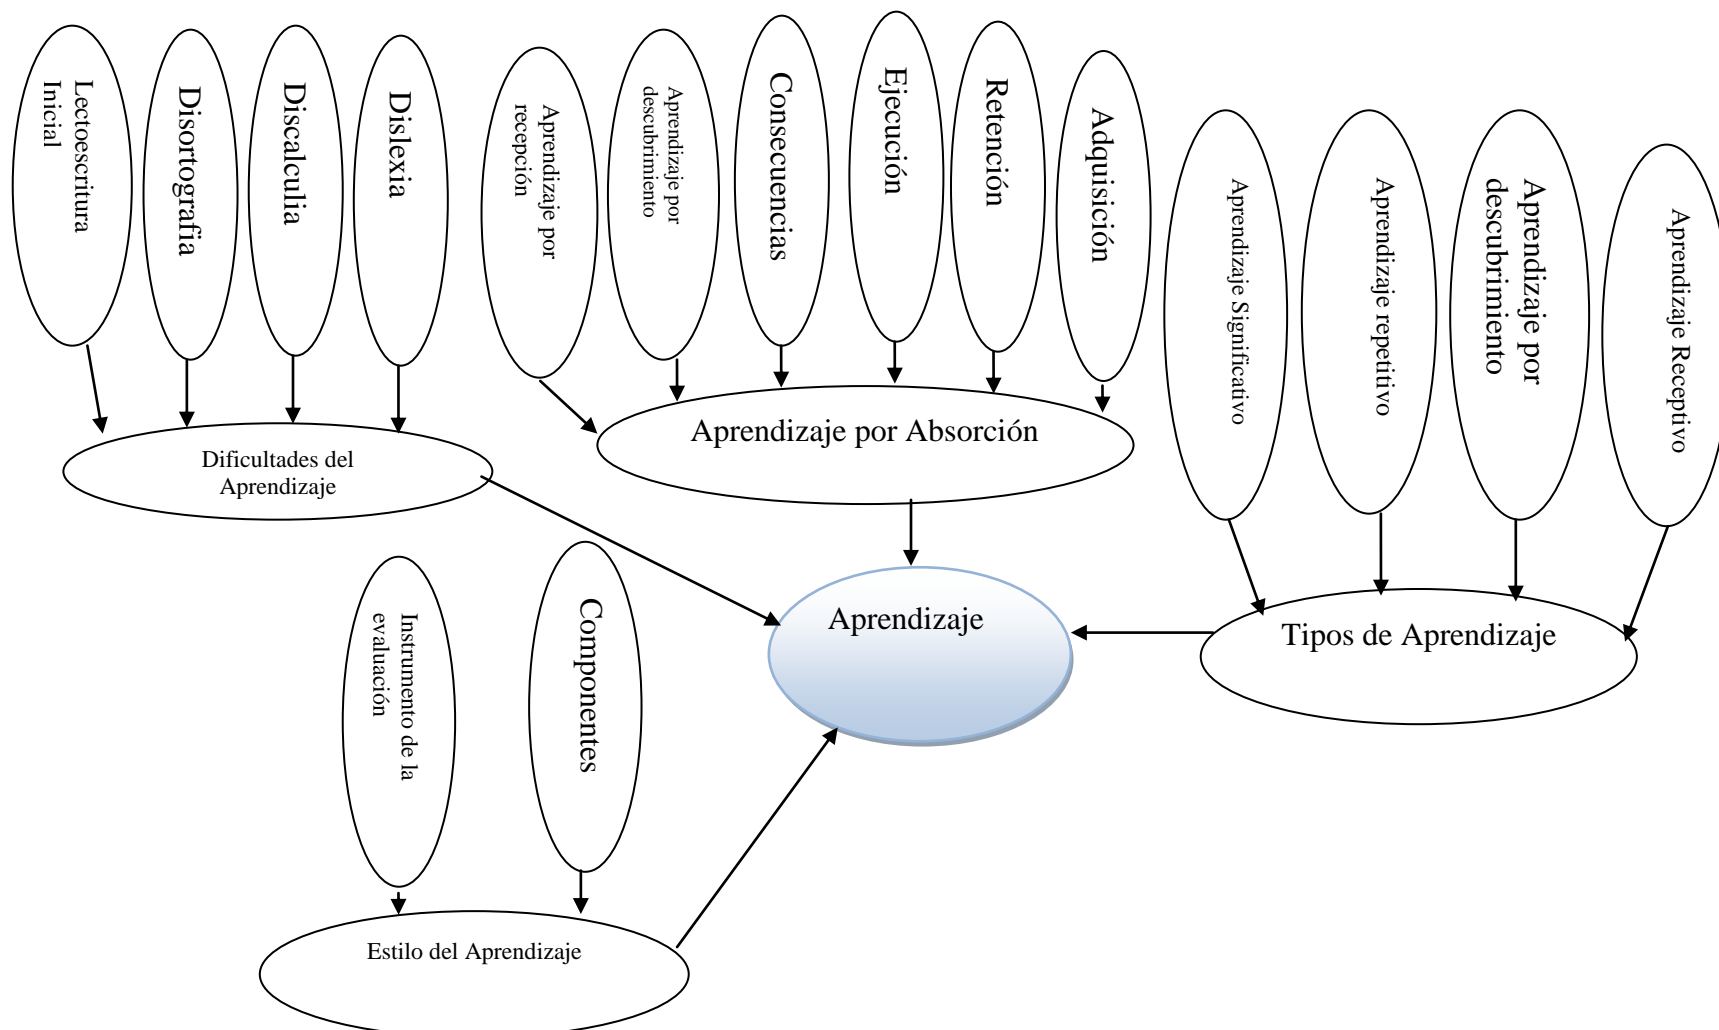 Lectoescritura
Inicial
Disortografia
Discalculia
Dislexia
Aprendizaje por
recepción
Aprendizaje por
descubrimiento
Consecuencias
Ejecución
Retención
Adquisición
Aprendizaje Significativo
Aprendizaje repetitivo
Aprendizaje por
descubrimiento
Aprendizaje Receptivo
Dificultades del
Aprendizaje
Aprendizaje por Absorción
Aprendizaje
Tipos de Aprendizaje
Instrumento de la
evaluación
Componentes
Estilo del Aprendizaje